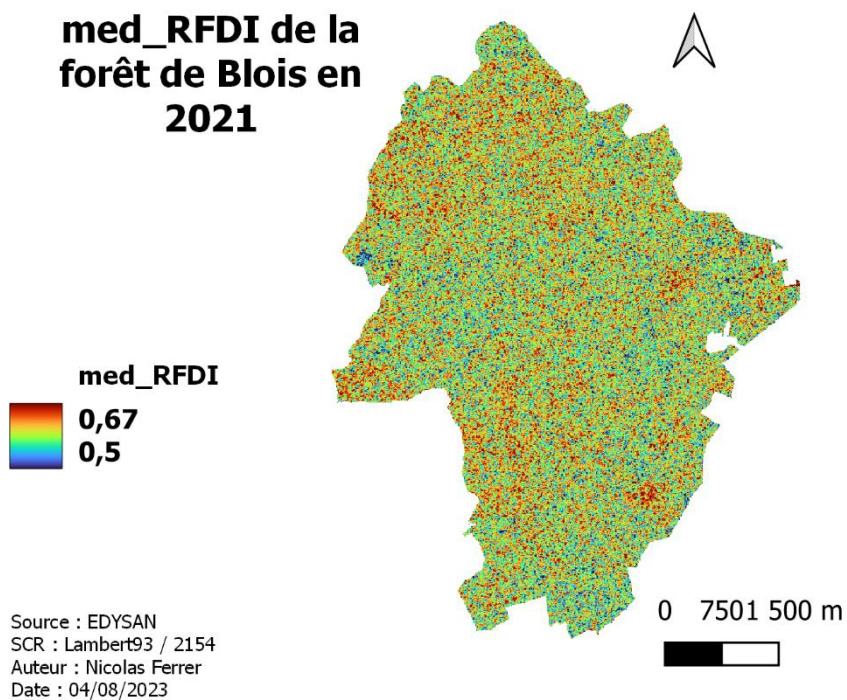 med_RFDI de la
forêt de Blois en
2021
med_RFDI
0,67
0,5
0 7501 500 m
Source : EDYSAN
SCR : Lambert93 / 2154
Auteur : Nicolas Ferrer
Date : 04/08/2023